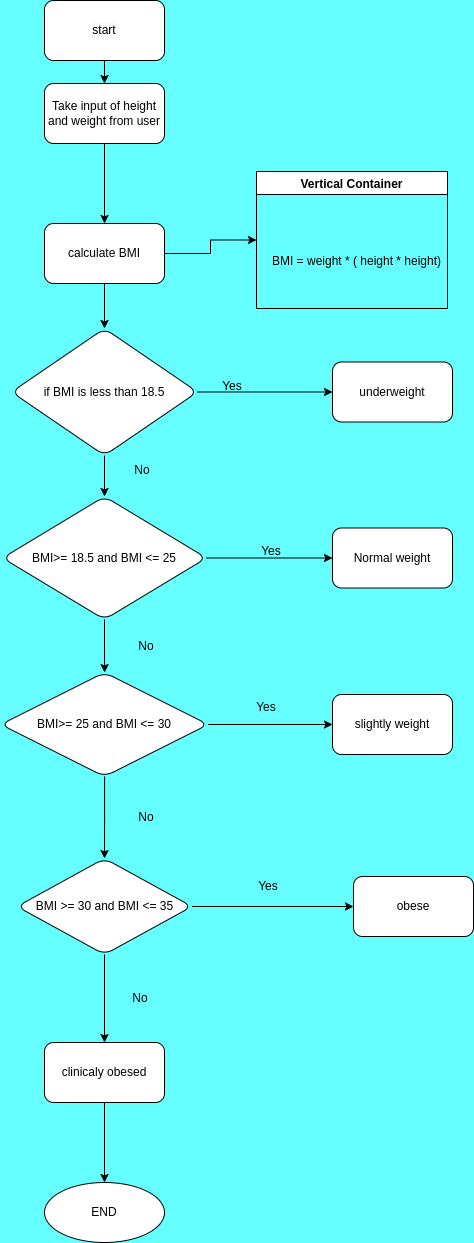 start
Take input of height
and weight from user
calculate BMI
Vertical Container
BMI = weight * ( height * height)
if BMI is less than 18.5
Yes
underweight
No
BMI>= 18.5 and BMI <= 25
Yes
Normal weight
No
BMI>= 25 and BMI <= 30
Yes
slightly weight
No
BMI >= 30 and BMI <= 35
Yes
obese
No
clinicaly obesed
END